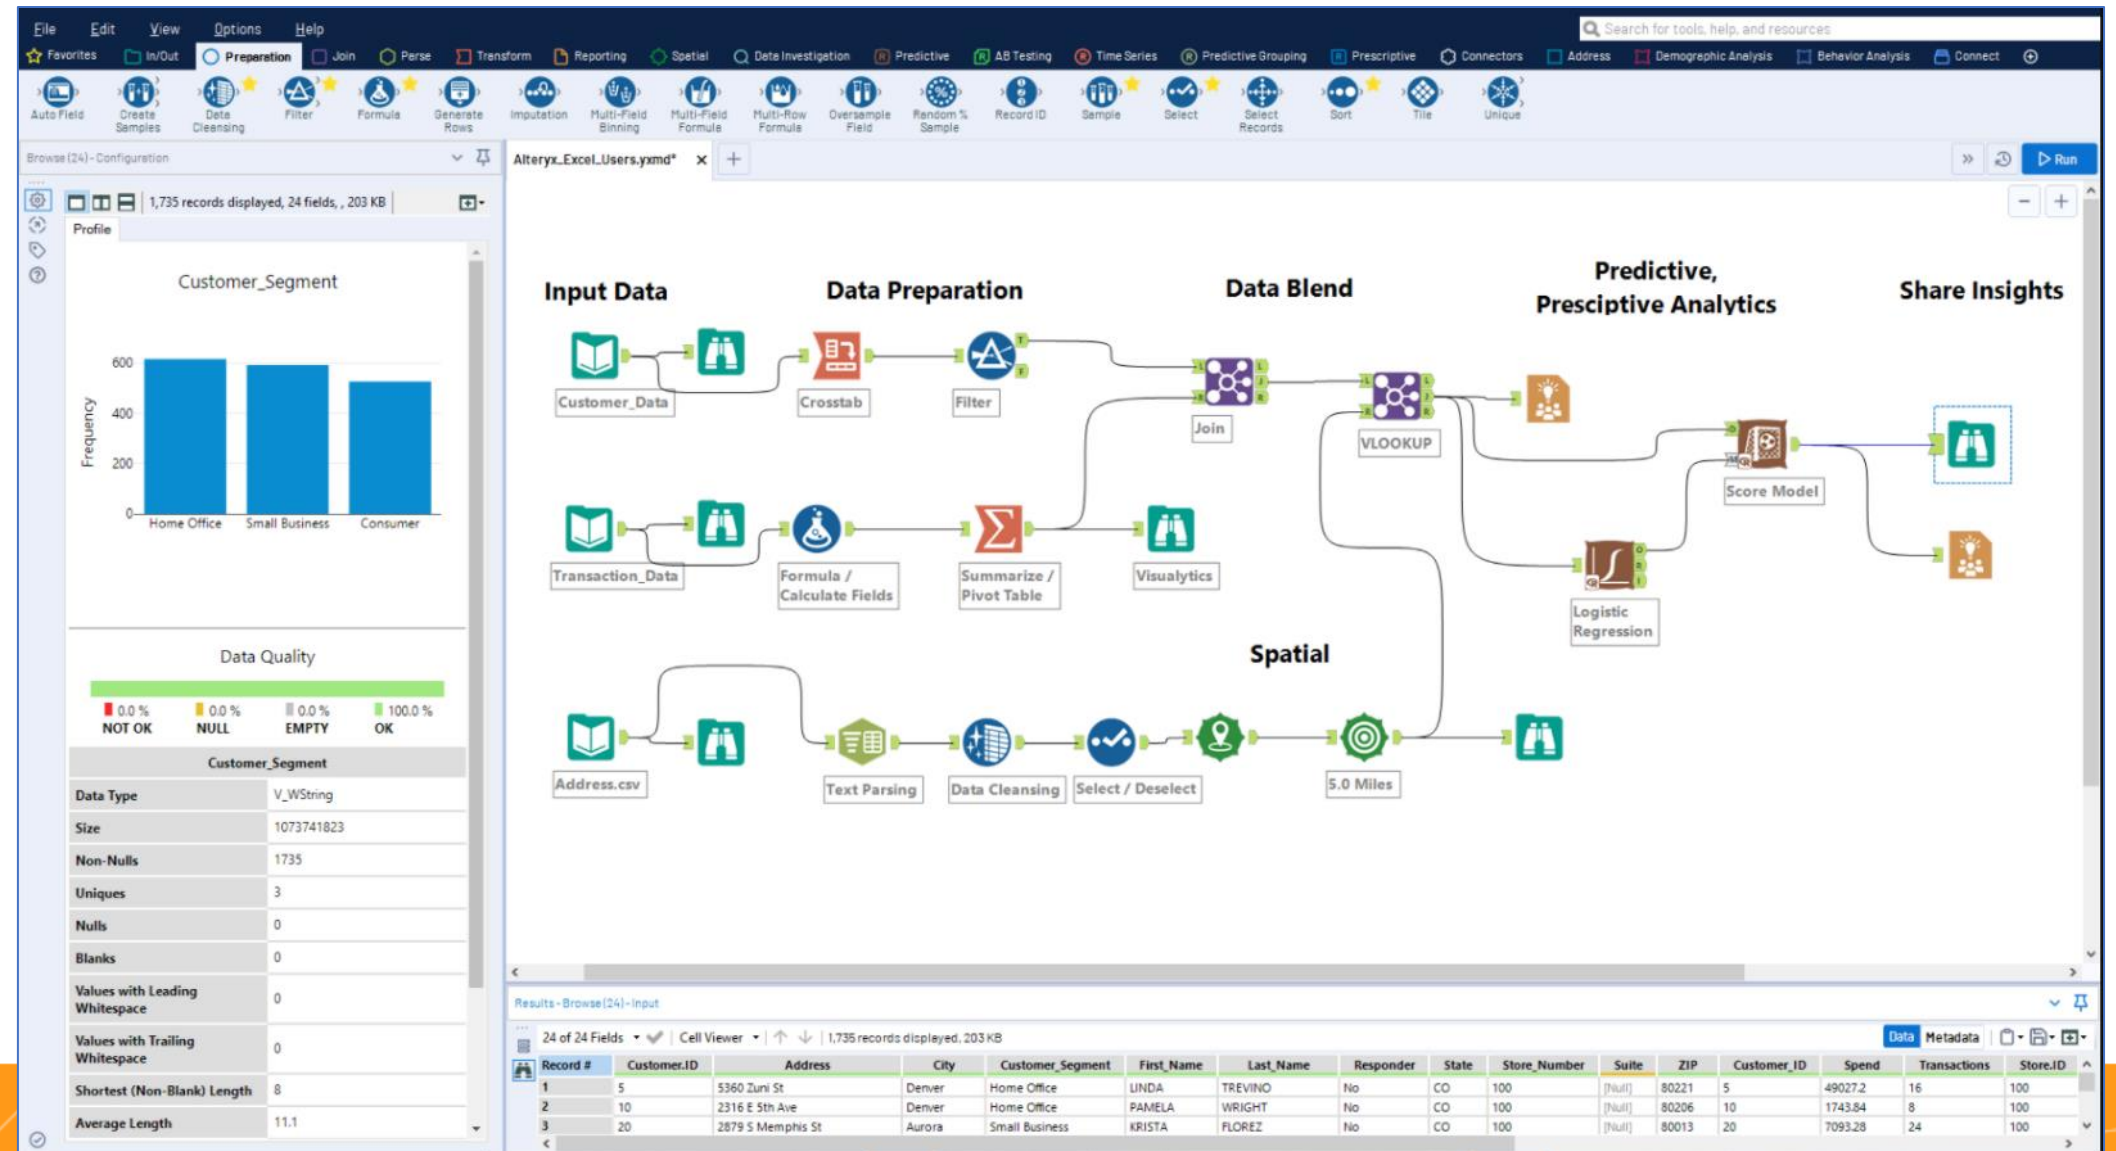 File Edit View Options Help
Search for tools, help, and resources
Favorites In/Out Preparation Join Parse Transform Reporting Spatial Data Investigation Predictive AB Testing Time Series Predictive Grouping Prescriptive Connectors Address Demographic Analysis Behavior Analysis Connect
Auto Field
Create Samples
Data Cleansing
Filter
Formula
Generate Rows
Imputation
Multi-Field Binning
Multi-Field Formula
Multi-Row Formula
Oversample Field
Random % Sample
Record ID
Sample
Select
Select Records
Sort
Tile
Unique
Browse (24) - Configuration
1,735 records displayed, 24 fields, , 203 KB
Profile
Customer_Segment
Frequency
600
400
200
0
Home Office Small Business Consumer
Data Quality
0.0 % 0.0 % 0.0 % 100.0 %
NOT OK NULL EMPTY OK
Customer_Segment
Data Type V_WString
Size 1073741823
Non-Nulls 1735
Uniques 3
Nulls 0
Blanks 0
Values with Leading Whitespace 0
Values with Trailing Whitespace 0
Shortest (Non-Blank) Length 8
Average Length 11.1
Alteryx_Excel_Users.yxmd*
Run
Input Data
Data Preparation
Data Blend
Predictive,
Presciptive Analytics
Share Insights
Customer_Data
Crosstab
T
F
Filter
L
R
L
J
R
Join
L
R
L
J
R
VLOOKUP
Score Model
Transaction_Data
Formula /
Calculate Fields
Summarize /
Pivot Table
Visualytics
O
R
I
Logistic
Regression
Spatial
Address.csv
Text Parsing
Data Cleansing
Select / Deselect
5.0 Miles
Results - Browse (24) - Input
24 of 24 Fields Cell Viewer 1,735 records displayed, 203 KB Data Metadata
Record # Customer.ID Address City Customer_Segment First_Name Last_Name Responder State Store_Number Suite ZIP Customer_ID Spend Transactions Store.ID
1 5 5360 Zuni St Denver Home Office LINDA TREVINO No CO 100 [Null] 80221 5 49027.2 16 100
2 10 2316 E 5th Ave Denver Home Office PAMELA WRIGHT No CO 100 [Null] 80206 10 1743.84 8 100
3 20 2879 S Memphis St Aurora Small Business KRISTA FLOREZ No CO 100 [Null] 80013 20 7093.28 24 100